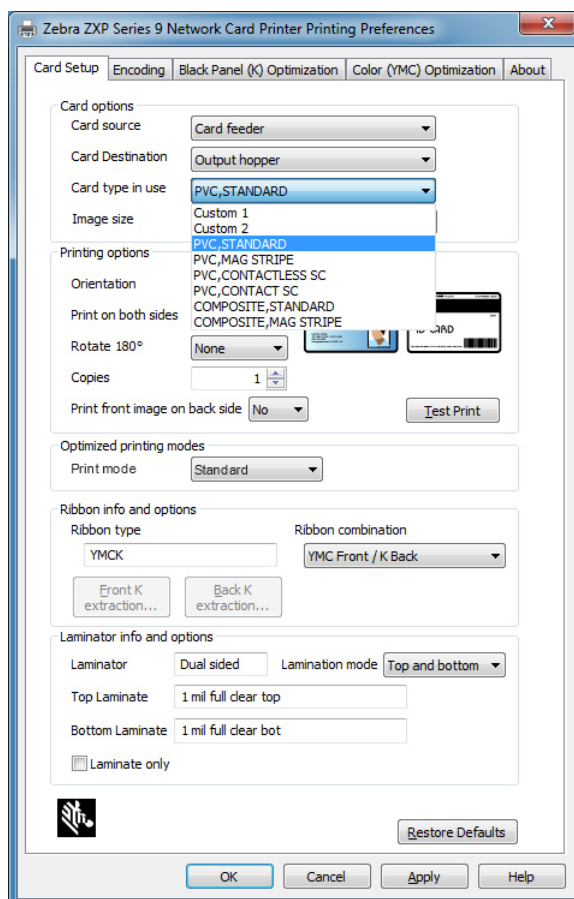 Zebra ZXP Series 9 Network Card Printer Printing Preferences
Card Setup Encoding Black Panel (K) Optimization Color (YMC) Optimization About
Card options
Card source Card feeder
Card Destination Output hopper
Card type in use PVC,STANDARD
Image size
Custom 1
Custom 2
PVC,STANDARD
PVC,MAG STRIPE
PVC,CONTACTLESS SC
PVC,CONTACT SC
COMPOSITE,STANDARD
COMPOSITE,MAG STRIPE
Printing options
Orientation
Print on both sides
ID CARD
Rotate 180° None
Copies 1
Print front image on back side No Test Print
Optimized printing modes
Print mode Standard
Ribbon info and options
Ribbon type Ribbon combination
YMCK YMC Front / K Back
Front K extraction... Back K extraction...
Laminator info and options
Laminator Dual sided Lamination mode Top and bottom
Top Laminate 1 mil full clear top
Bottom Laminate 1 mil full clear bot
Laminate only
Restore Defaults
OK Cancel Apply Help